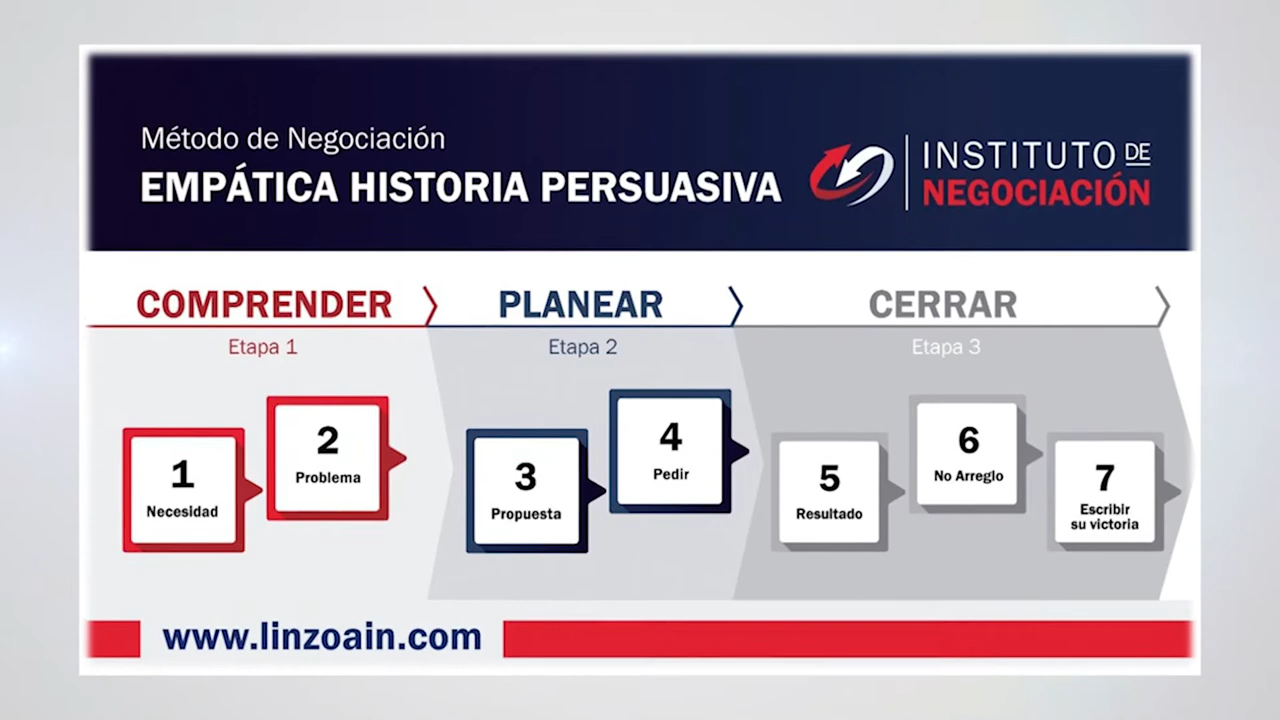 Método de Negociación
EMPÁTICA HISTORIA PERSUASIVA
INSTITUTO DE
NEGOCIACIÓN
COMPRENDER
Etapa 1
PLANEAR
Etapa 2
CERRAR
Etapa 3
1
Necesidad
2
Problema
3
Propuesta
4
Pedir
5
Resultado
6
No Arreglo
7
Escribir
su victoria
www.linzoain.com